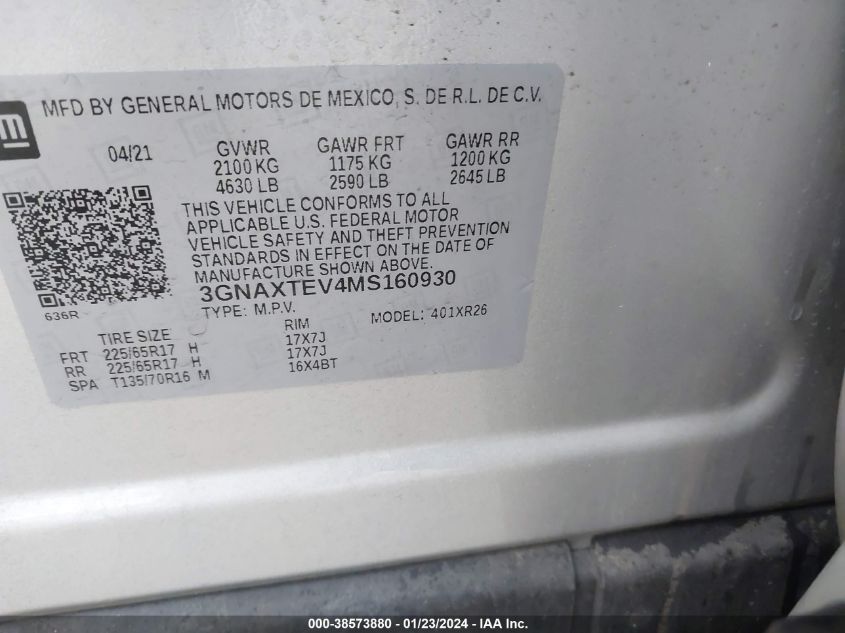 MFD BY GENERAL MOTORS DE MEXICO, S. DE R.L. DE C.V.
04/21
GVWR GAWR FRT GAWR RR
2100 KG 1175 KG 1200 KG
4630 LB 2590 LB 2645 LB
THIS VEHICLE CONFORMS TO ALL
APPLICABLE U.S. FEDERAL MOTOR
VEHICLE SAFETY AND THEFT PREVENTION
STANDARDS IN EFFECT ON THE DATE OF
MANUFACTURE SHOWN ABOVE.
3GNAXTEV4MS160930
636R
TYPE: M.P.V. MODEL: 401XR26
TIRE SIZE RIM
FRT 225/65R17 H 17X7J
RR 225/65R17 H 17X7J
SPA T135/70R16 M 16X4BT
000-38573880 - 01/23/2024 - IAA Inc.